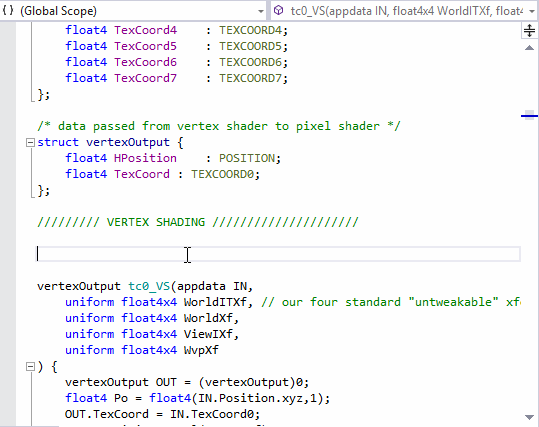 { } (Global Scope)
tc0_VS(appdata IN, float4x4 WorldITXf, float4
float4 TexCoord4 : TEXCOORD4;
float4 TexCoord5 : TEXCOORD5;
float4 TexCoord6 : TEXCOORD6;
float4 TexCoord7 : TEXCOORD7;
};
/* data passed from vertex shader to pixel shader */
struct vertexOutput {
float4 HPosition : POSITION;
float4 TexCoord : TEXCOORD0;
};
///////// VERTEX SHADING /////////////////////
vertexOutput tc0_VS(appdata IN,
uniform float4x4 WorldITXf, // our four standard "untweakable" xf
uniform float4x4 WorldXf,
uniform float4x4 ViewIXf,
uniform float4x4 WvpXf
) {
vertexOutput OUT = (vertexOutput)0;
float4 Po = float4(IN.Position.xyz,1);
OUT.TexCoord = IN.TexCoord0;